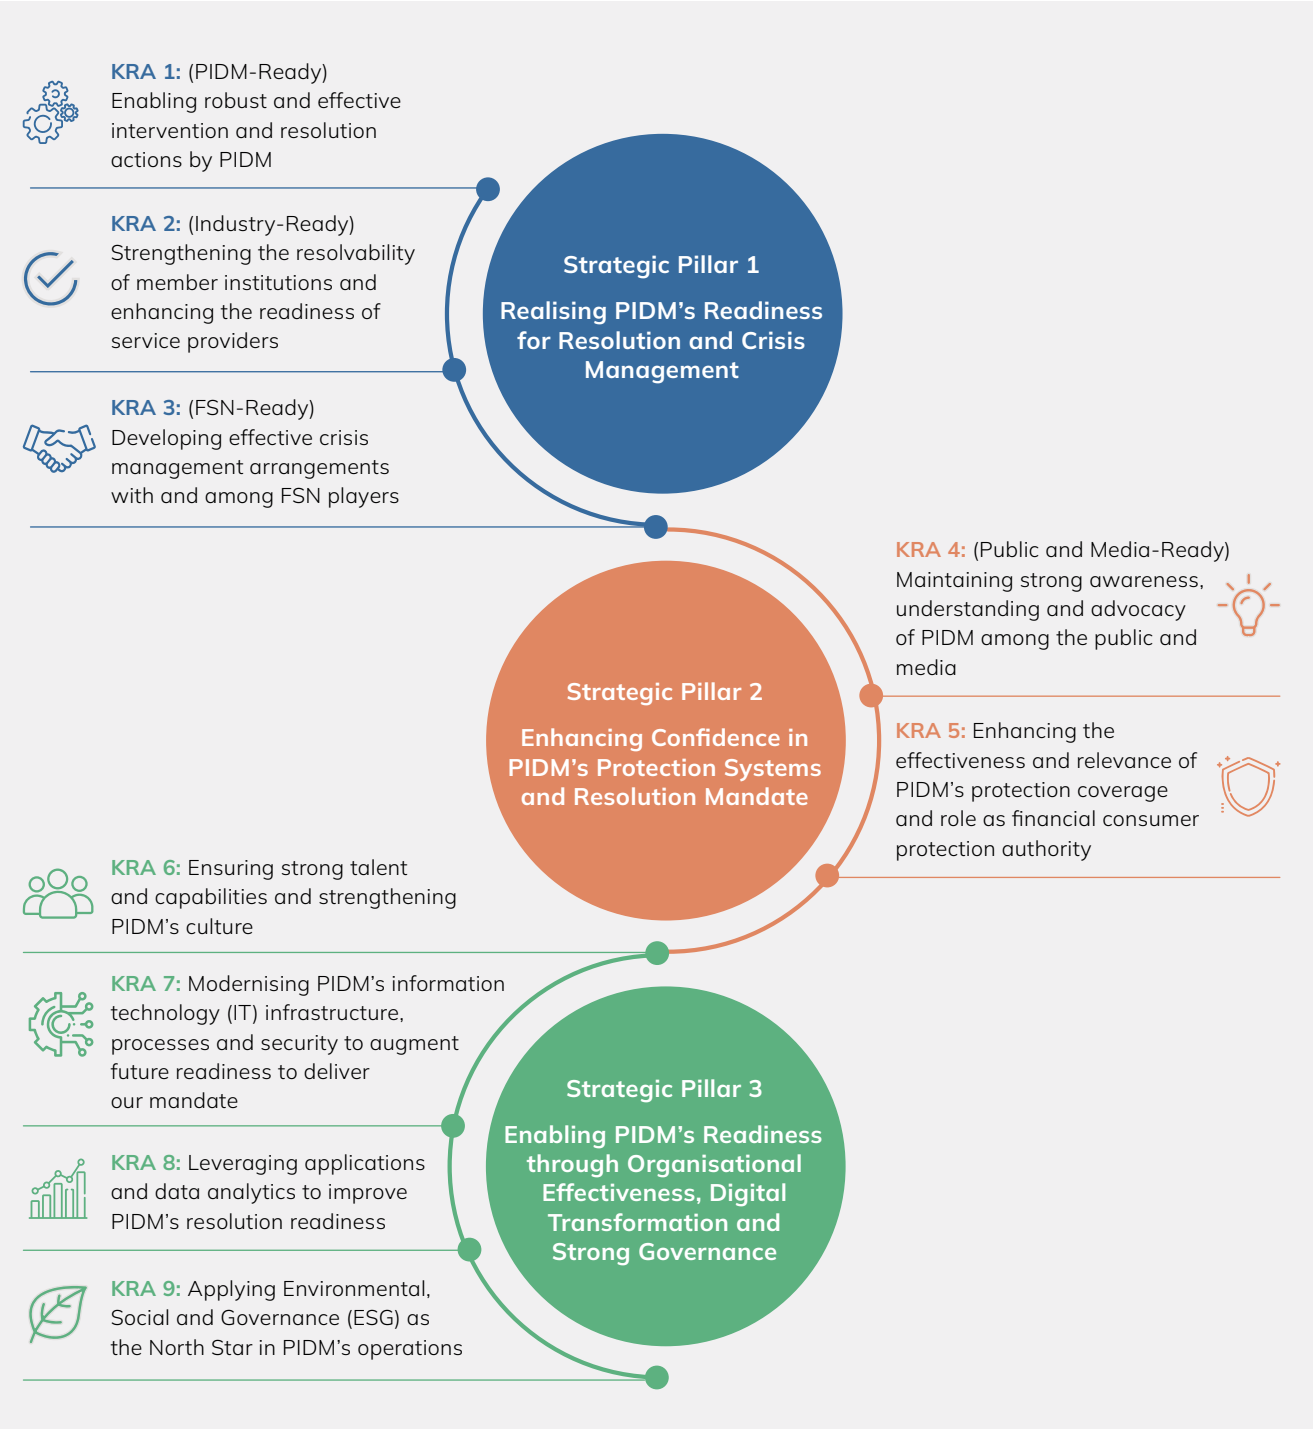 KRA 1: (PIDM-Ready)
Enabling robust and effective
intervention and resolution
actions by PIDM
KRA 2: (Industry-Ready)
Strengthening the resolvability
of member institutions and
enhancing the readiness of
service providers
KRA 3: (FSN-Ready)
Developing effective crisis
management arrangements
with and among FSN players
Strategic Pillar 1
Realising PIDM’s Readiness
for Resolution and Crisis
Management
KRA 4: (Public and Media-Ready)
Maintaining strong awareness,
understanding and advocacy
of PIDM among the public and
media
KRA 5: Enhancing the
effectiveness and relevance of
PIDM’s protection coverage
and role as financial consumer
protection authority
Strategic Pillar 2
Enhancing Confidence in
PIDM’s Protection Systems
and Resolution Mandate
KRA 6: Ensuring strong talent
and capabilities and strengthening
PIDM’s culture
KRA 7: Modernising PIDM’s information
technology (IT) infrastructure,
processes and security to augment
future readiness to deliver
our mandate
KRA 8: Leveraging applications
and data analytics to improve
PIDM’s resolution readiness
KRA 9: Applying Environmental,
Social and Governance (ESG) as
the North Star in PIDM’s operations
Strategic Pillar 3
Enabling PIDM’s Readiness
through Organisational
Effectiveness, Digital
Transformation and
Strong Governance